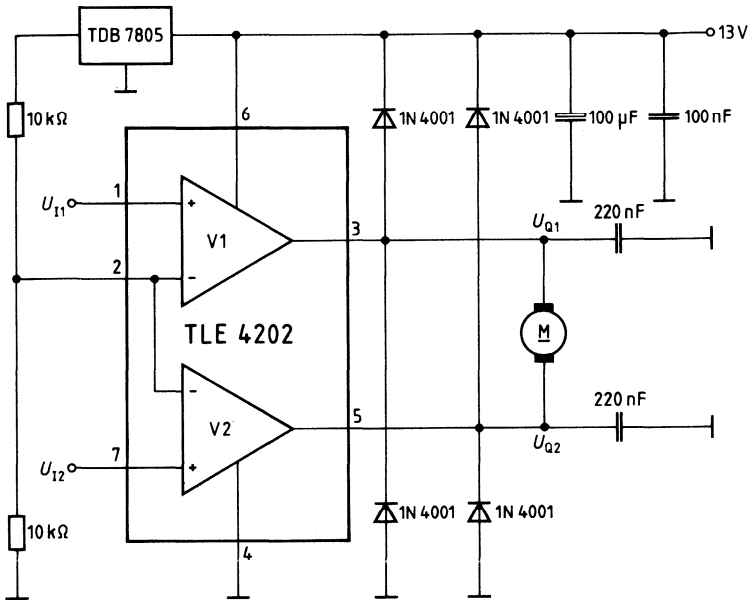 TDB 7805
13 V
10 kΩ
6
1N 4001
1N 4001
100 µF
100 nF
U_I1
1
+
V1
3
U_Q1
220 nF
2
-
TLE 4202
M
-
V2
5
220 nF
U_I2
7
+
U_Q2
10 kΩ
1N 4001
1N 4001
4